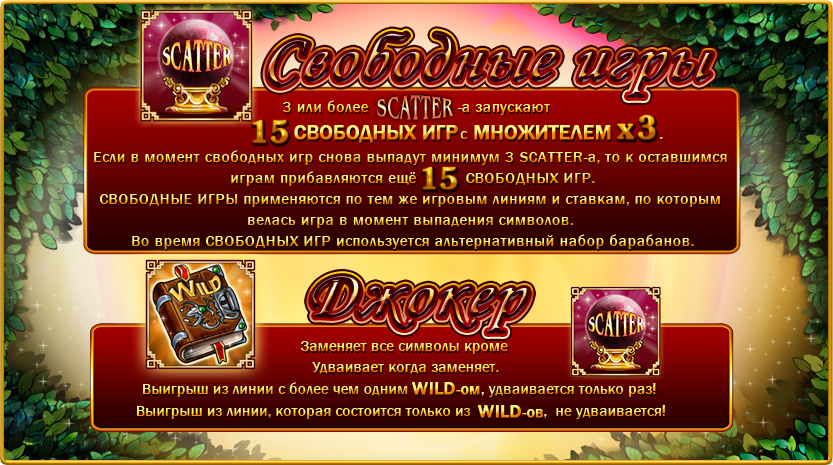 SCATTER
Свободные игры
3 или более SCATTER-а запускают
15 СВОБОДНЫХ ИГР с МНОЖИТЕЛЕМ x3.
Если в момент свободных игр снова выпадут минимум 3 SCATTER-а, то к оставшимся
играм прибавляются ещё 15 СВОБОДНЫХ ИГР.
СВОБОДНЫЕ ИГРЫ применяются по тем же игровым линиям и ставкам, по которым
велась игра в момент выпадения символов.
Во время СВОБОДНЫХ ИГР используется альтернативный набор барабанов.
WILD
Джокер
Заменяет все символы кроме
SCATTER
Удваивает когда заменяет.
Выигрыш из линии с более чем одним WILD-ом, удваивается только раз!
Выигрыш из линии, которая состоится только из WILD-ов, не удваивается!